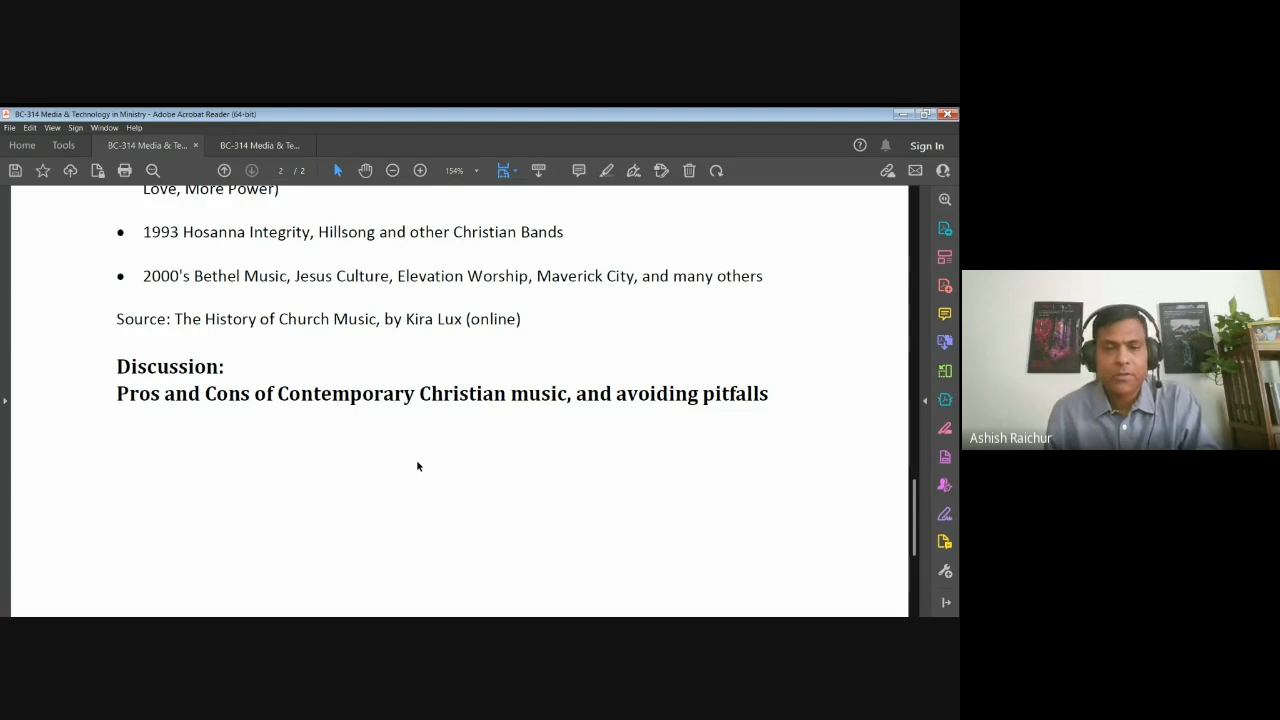 BC-314 Media & Technology in Ministry - Adobe Acrobat Reader (64-bit)
File Edit View Sign Window Help
Home Tools BC-314 Media & Te... × BC-314 Media & Te... Sign In
2 / 2 154%
Love, More Power)
• 1993 Hosanna Integrity, Hillsong and other Christian Bands
• 2000's Bethel Music, Jesus Culture, Elevation Worship, Maverick City, and many others
Source: The History of Church Music, by Kira Lux (online)
Discussion:
Pros and Cons of Contemporary Christian music, and avoiding pitfalls
Ashish Raichur